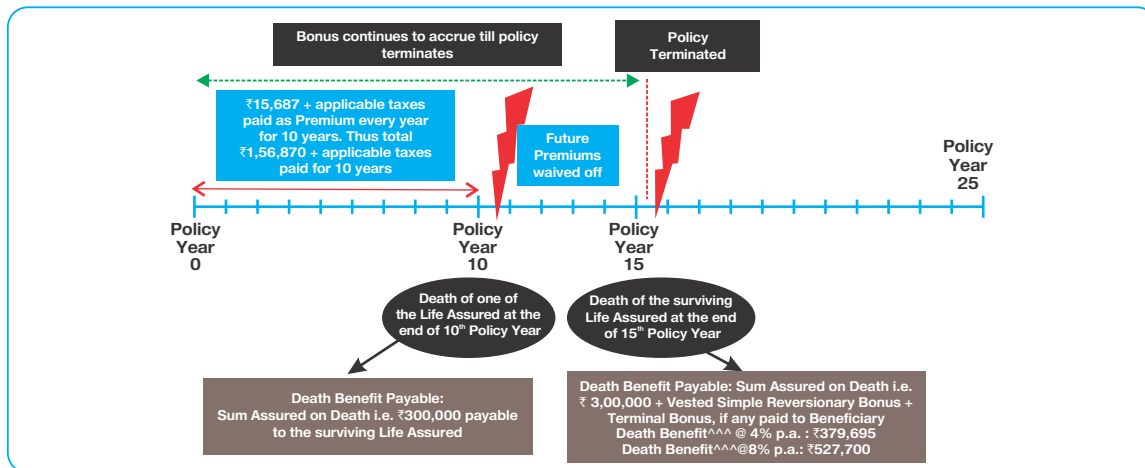 Bonus continues to accrue till policy
terminates
Policy
Terminated
₹15,687 + applicable taxes
paid as Premium every year
for 10 years. Thus total
₹1,56,870 + applicable taxes
paid for 10 years
Future
Premiums
waived off
Policy
Year
25
Policy
Year
0
Policy
Year
10
Policy
Year
15
Death of one of
the Life Assured at the
end of 10th Policy Year
Death of the surviving
Life Assured at the end
of 15th Policy Year
Death Benefit Payable:
Sum Assured on Death i.e. ₹300,000 payable
to the surviving Life Assured
Death Benefit Payable: Sum Assured on Death i.e.
₹ 3,00,000 + Vested Simple Reversionary Bonus +
Terminal Bonus, if any paid to Beneficiary
Death Benefit^^^ @ 4% p.a. : ₹379,695
Death Benefit^^^@8% p.a.: ₹527,700